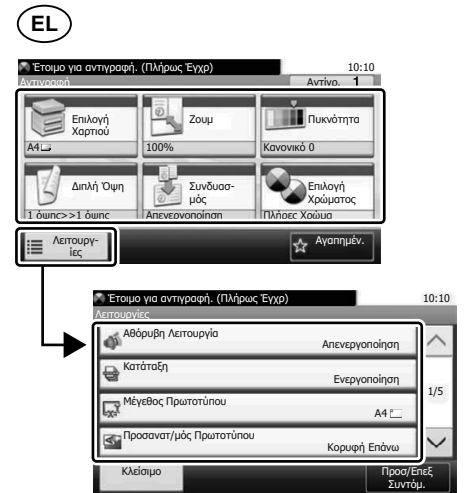 EL
Έτοιμο για αντιγραφή. (Πλήρως Έγχρ)
10:10
Αντιγραφή
Αντίγρ. 1
Επιλογή
Χαρτιού
A4
Ζουμ
100%
Πυκνότητα
Κανονικό 0
Διπλή Όψη
1 όψης>>1 όψης
Συνδυασ-
μός
Απενεργοποίηση
Επιλογή
Χρώματος
Πλήρες Χρώμα
Λειτουργ-
ίες
Αγαπημέν.
Έτοιμο για αντιγραφή. (Πλήρως Έγχρ)
10:10
Λειτουργίες
Αθόρυβη Λειτουργία
Απενεργοποίηση
Κατάταξη
Ενεργοποίηση
1/5
Μέγεθος Πρωτοτύπου
A4
Προσανατ/μός Πρωτοτύπου
Κορυφή Επάνω
Κλείσιμο
Προσ/Επεξ
Συντόμ.